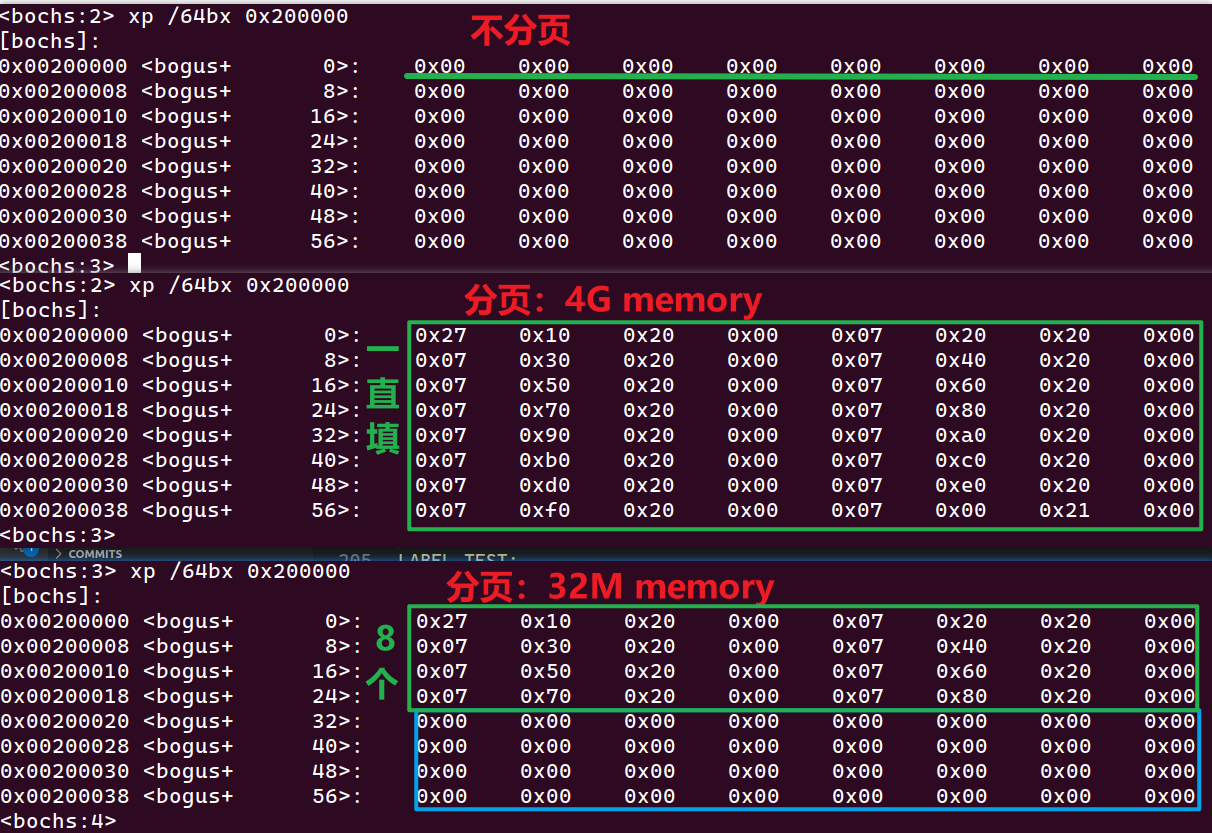 <bochs:2> xp /64bx 0x200000
不分页
[bochs]:
0x00200000 <bogus+ 0>: 0x00 0x00 0x00 0x00 0x00 0x00 0x00 0x00
0x00200008 <bogus+ 8>: 0x00 0x00 0x00 0x00 0x00 0x00 0x00 0x00
0x00200010 <bogus+ 16>: 0x00 0x00 0x00 0x00 0x00 0x00 0x00 0x00
0x00200018 <bogus+ 24>: 0x00 0x00 0x00 0x00 0x00 0x00 0x00 0x00
0x00200020 <bogus+ 32>: 0x00 0x00 0x00 0x00 0x00 0x00 0x00 0x00
0x00200028 <bogus+ 40>: 0x00 0x00 0x00 0x00 0x00 0x00 0x00 0x00
0x00200030 <bogus+ 48>: 0x00 0x00 0x00 0x00 0x00 0x00 0x00 0x00
0x00200038 <bogus+ 56>: 0x00 0x00 0x00 0x00 0x00 0x00 0x00 0x00
<bochs:3>
<bochs:2> xp /64bx 0x200000
分页：4G memory
[bochs]:
0x00200000 <bogus+ 0>: 0x27 0x10 0x20 0x00 0x07 0x20 0x20 0x00
0x00200008 <bogus+ 8>: 0x07 0x30 0x20 0x00 0x07 0x40 0x20 0x00
0x00200010 <bogus+ 16>: 0x07 0x50 0x20 0x00 0x07 0x60 0x20 0x00
0x00200018 <bogus+ 24>: 0x07 0x70 0x20 0x00 0x07 0x80 0x20 0x00
0x00200020 <bogus+ 32>: 0x07 0x90 0x20 0x00 0x07 0xa0 0x20 0x00
0x00200028 <bogus+ 40>: 0x07 0xb0 0x20 0x00 0x07 0xc0 0x20 0x00
0x00200030 <bogus+ 48>: 0x07 0xd0 0x20 0x00 0x07 0xe0 0x20 0x00
0x00200038 <bogus+ 56>: 0x07 0xf0 0x20 0x00 0x07 0x00 0x21 0x00
一直填
<bochs:3>
COMMITS
205 LABEL TEST:
<bochs:3> xp /64bx 0x200000
分页：32M memory
[bochs]:
0x00200000 <bogus+ 0>: 0x27 0x10 0x20 0x00 0x07 0x20 0x20 0x00
0x00200008 <bogus+ 8>: 0x07 0x30 0x20 0x00 0x07 0x40 0x20 0x00
0x00200010 <bogus+ 16>: 0x07 0x50 0x20 0x00 0x07 0x60 0x20 0x00
0x00200018 <bogus+ 24>: 0x07 0x70 0x20 0x00 0x07 0x80 0x20 0x00
8个
0x00200020 <bogus+ 32>: 0x00 0x00 0x00 0x00 0x00 0x00 0x00 0x00
0x00200028 <bogus+ 40>: 0x00 0x00 0x00 0x00 0x00 0x00 0x00 0x00
0x00200030 <bogus+ 48>: 0x00 0x00 0x00 0x00 0x00 0x00 0x00 0x00
0x00200038 <bogus+ 56>: 0x00 0x00 0x00 0x00 0x00 0x00 0x00 0x00
<bochs:4>